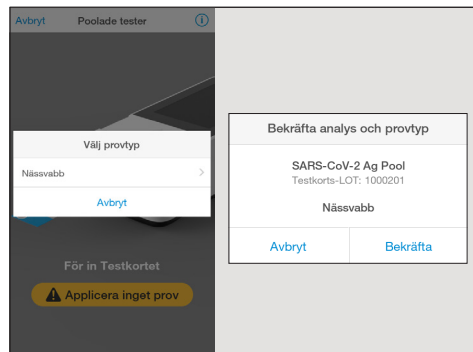 Avbryt Poolade tester
Välj provtyp
Nässvabb
Avbryt
För in Testkortet
Applicera inget prov
Bekräfta analys och provtyp
SARS-CoV-2 Ag Pool
Testkorts-LOT: 1000201
Nässvabb
Avbryt Bekräfta